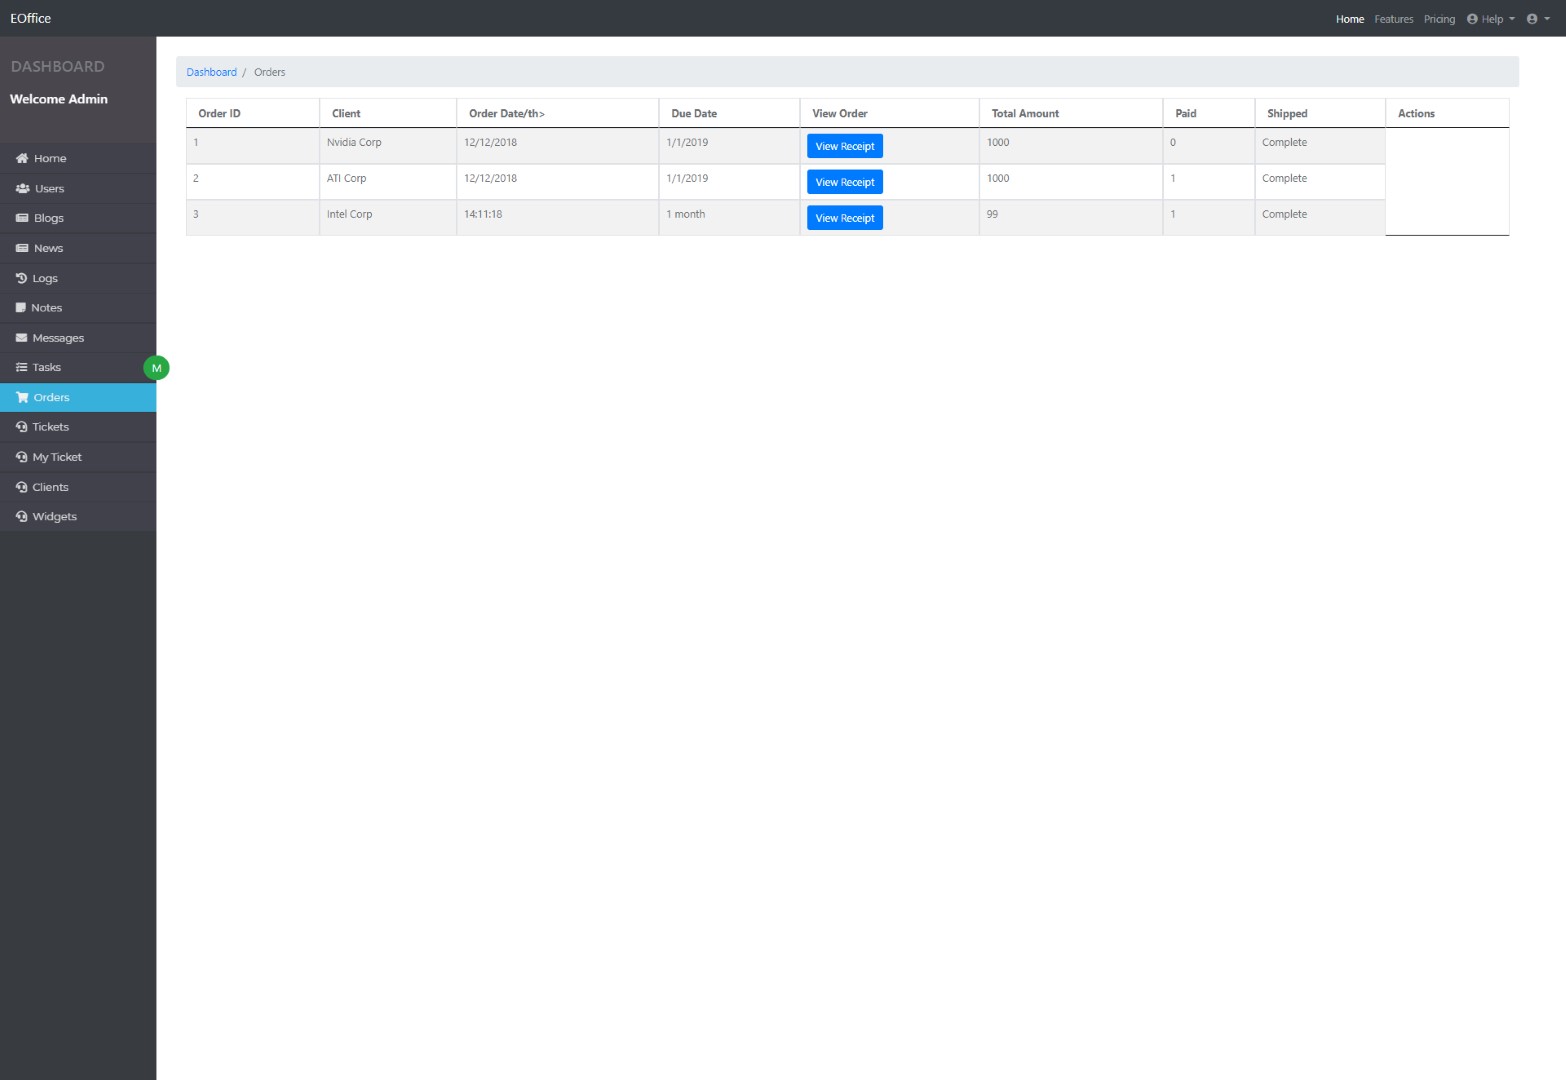 EOffice
Home Features Pricing Help
DASHBOARD
Welcome Admin
Home
Users
Blogs
News
Logs
Notes
Messages
Tasks
M
Orders
Tickets
My Ticket
Clients
Widgets
Dashboard / Orders
Order ID Client Order Date/th> Due Date View Order Total Amount Paid Shipped Actions
1 Nvidia Corp 12/12/2018 1/1/2019 View Receipt 1000 0 Complete
2 ATI Corp 12/12/2018 1/1/2019 View Receipt 1000 1 Complete
3 Intel Corp 14:11:18 1 month View Receipt 99 1 Complete